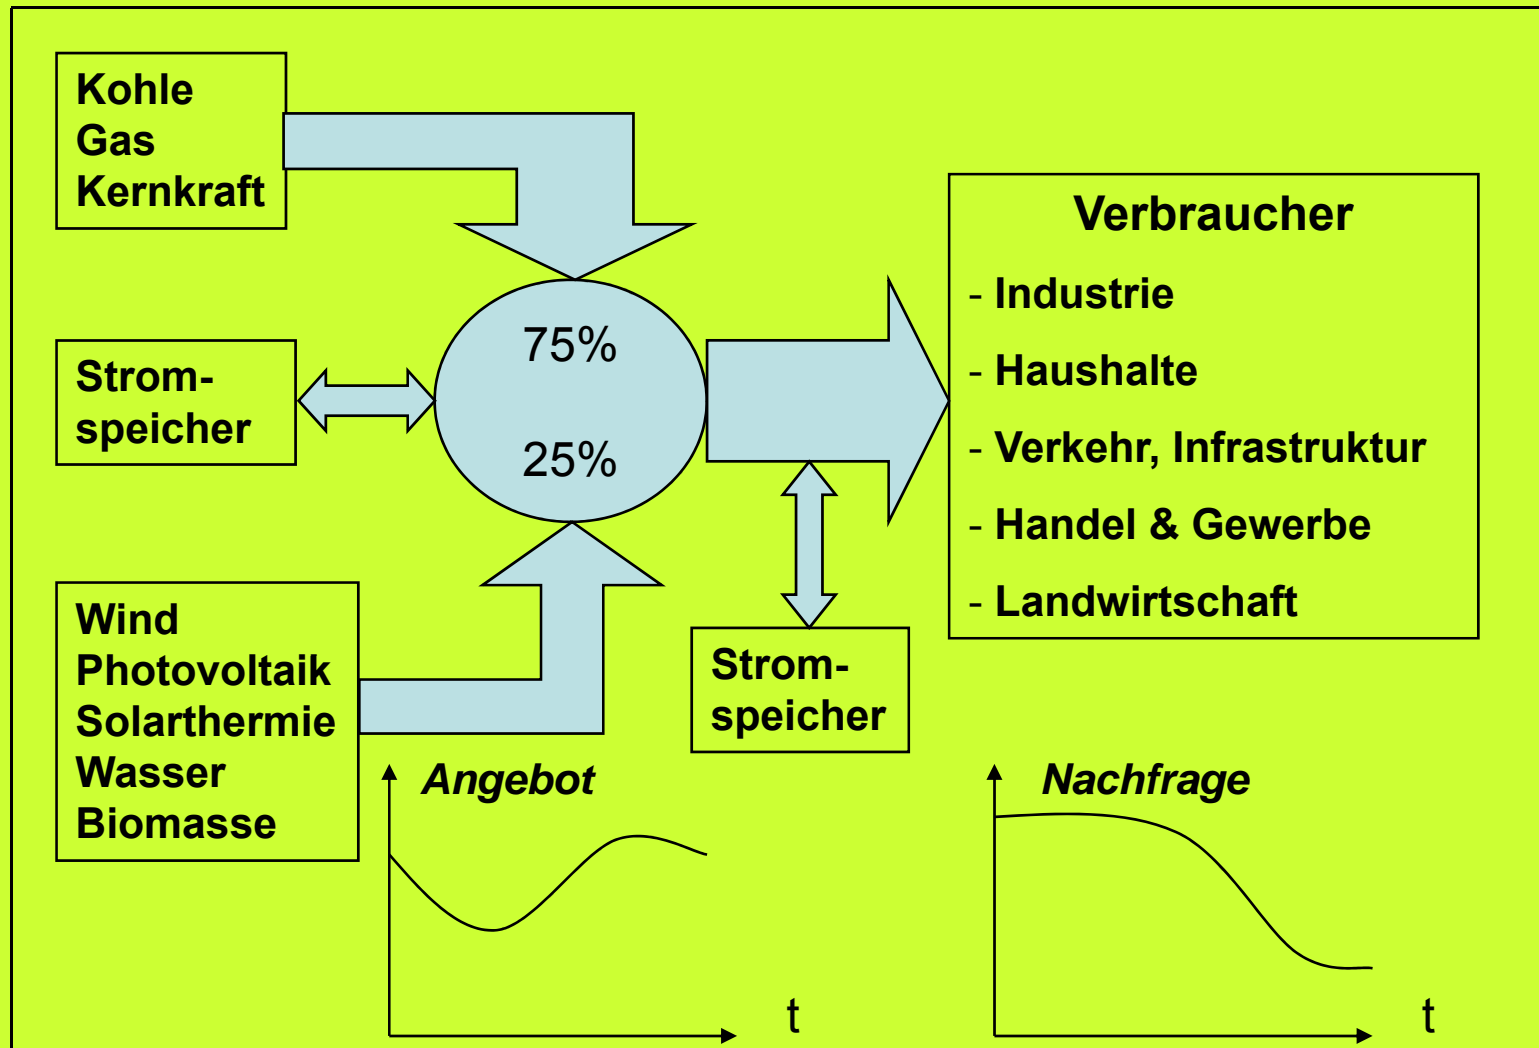 Kohle
Gas
Kernkraft
75%
25%
Strom-
speicher
Wind
Photovoltaik
Solarthermie
Wasser
Biomasse
Strom-
speicher
Verbraucher
- Industrie
- Haushalte
- Verkehr, Infrastruktur
- Handel & Gewerbe
- Landwirtschaft
Angebot
t
Nachfrage
t